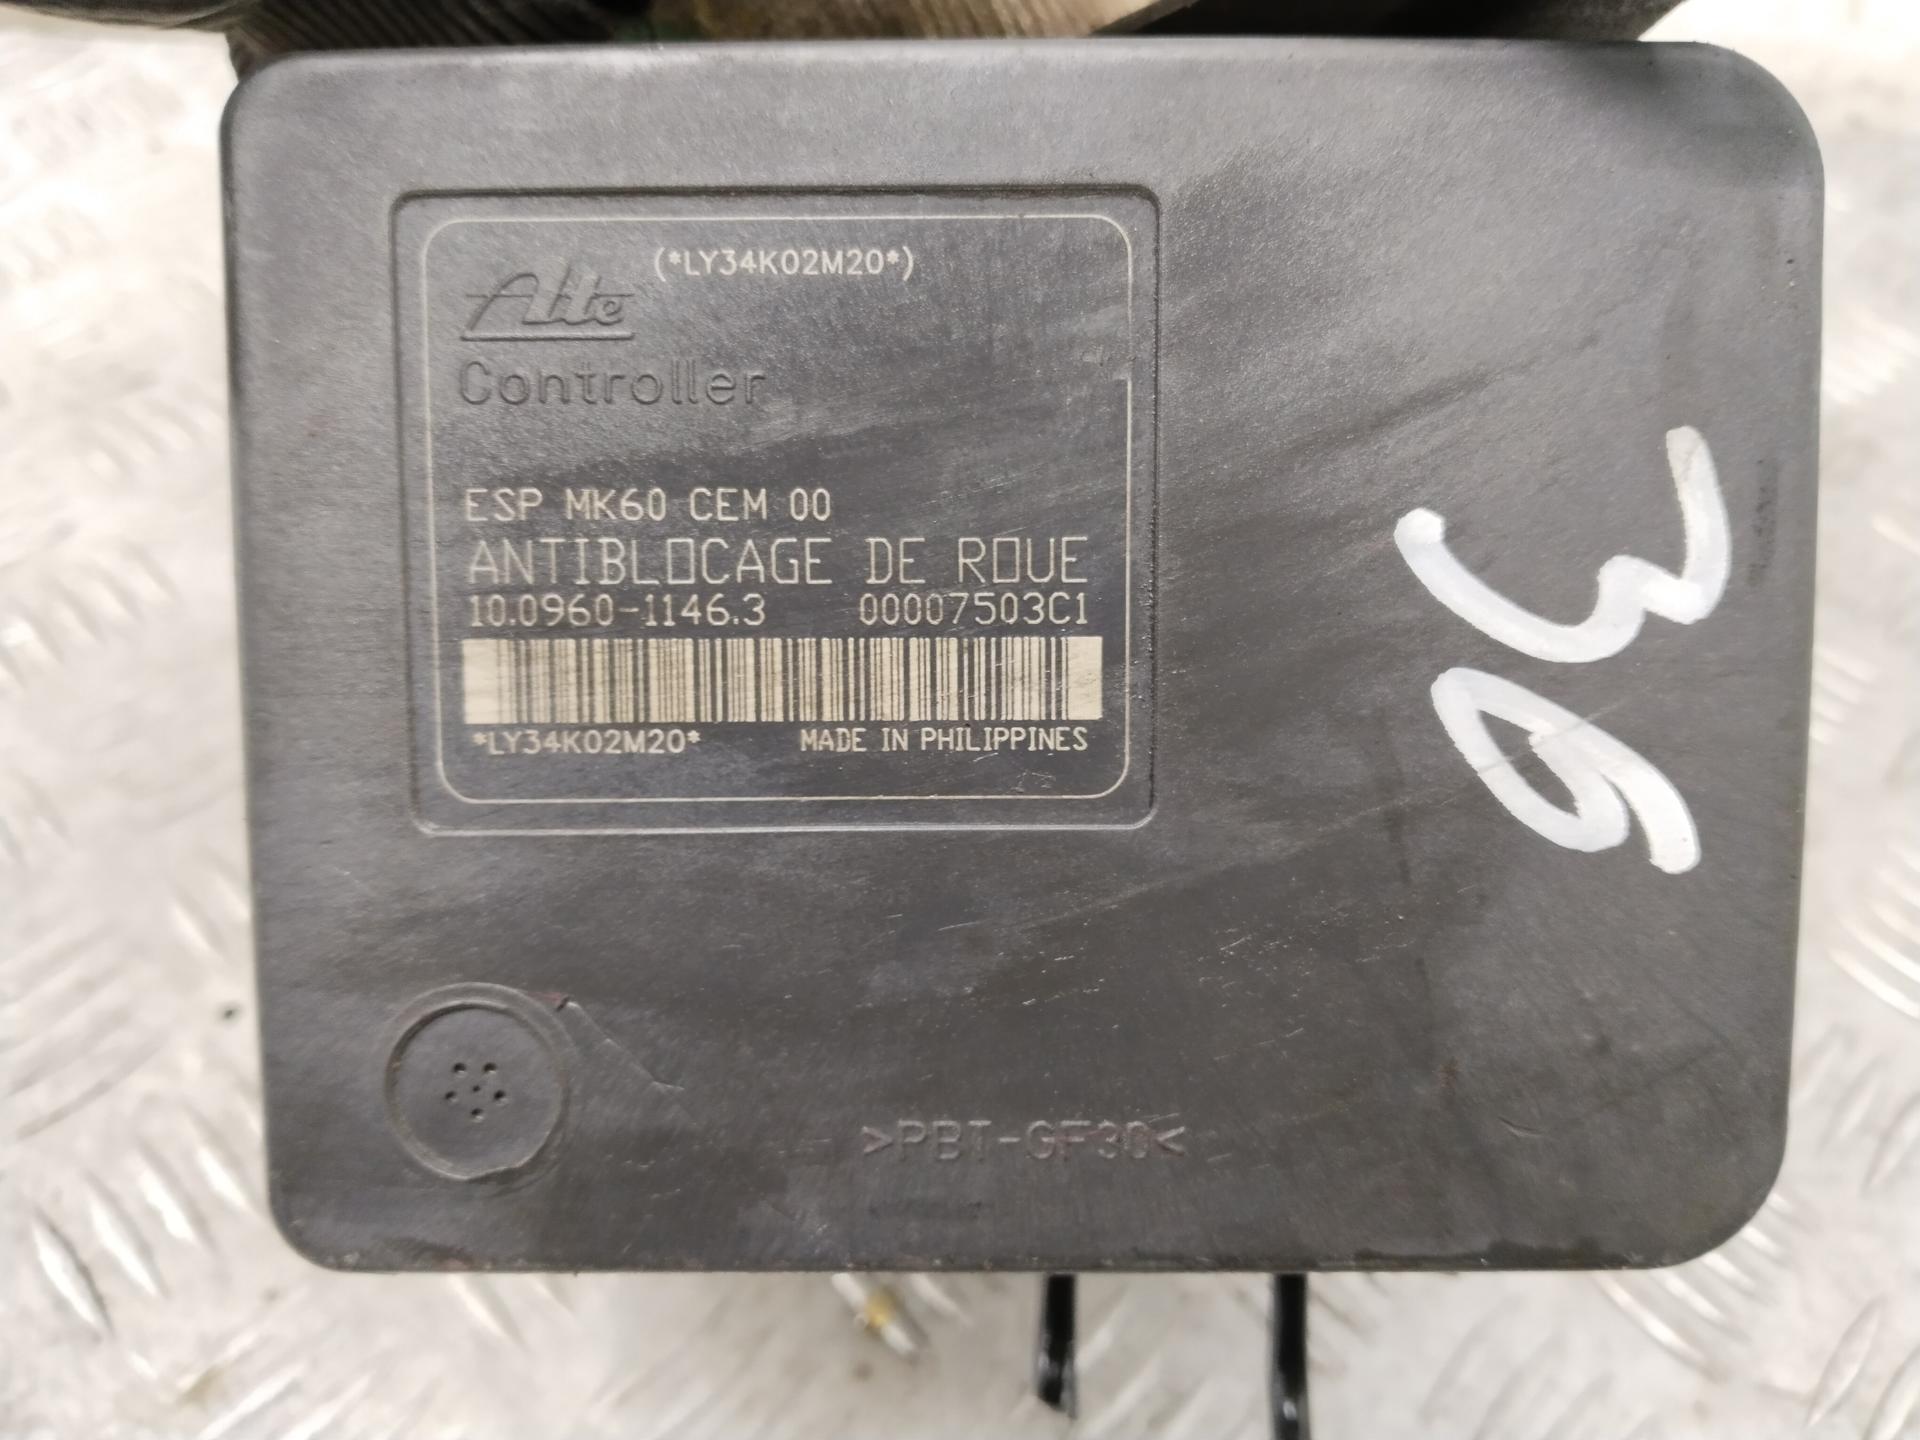 (*LY34K02M20*)
Ate
Controller
ESP MK60 CEM 00
ANTIBLOCAGE DE ROUE
10.0960-1146.3 00007503C1
*LY34K02M20* MADE IN PHILIPPINES
36
>PBT-GF30<